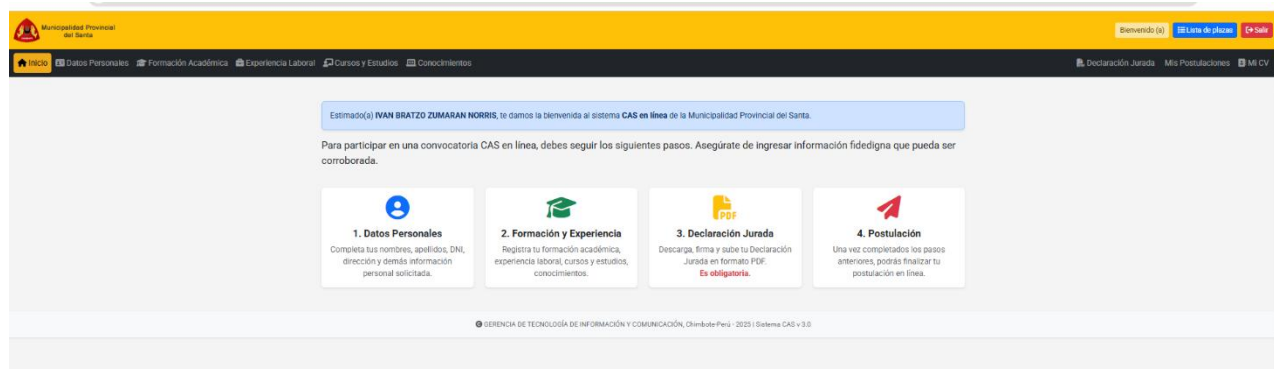 Municipalidad Provincial
del Santa
Bienvenido (a)
Lista de plazas
Salir
Inicio
Datos Personales
Formación Académica
Experiencia Laboral
Cursos y Estudios
Conocimientos
Declaración Jurada
Mis Postulaciones
Mi CV
Estimado(a) IVAN BRATZO ZUMARAN NORRIS, te damos la bienvenida al sistema CAS en línea de la Municipalidad Provincial del Santa.
Para participar en una convocatoria CAS en línea, debes seguir los siguientes pasos. Asegúrate de ingresar información fidedigna que pueda ser
corroborada.
1. Datos Personales
Completa tus nombres, apellidos, DNI,
dirección y demás información
personal solicitada.
2. Formación y Experiencia
Registra tu formación académica,
experiencia laboral, cursos y estudios,
conocimientos.
PDF
3. Declaración Jurada
Descarga, firma y sube tu Declaración
Jurada en formato PDF.
Es obligatoria.
4. Postulación
Una vez completados los pasos
anteriores, podrás finalizar tu
postulación en línea.
GERENCIA DE TECNOLOGÍA DE INFORMACIÓN Y COMUNICACIÓN, Chimbote-Perú - 2025 | Sistema CAS v 3.0